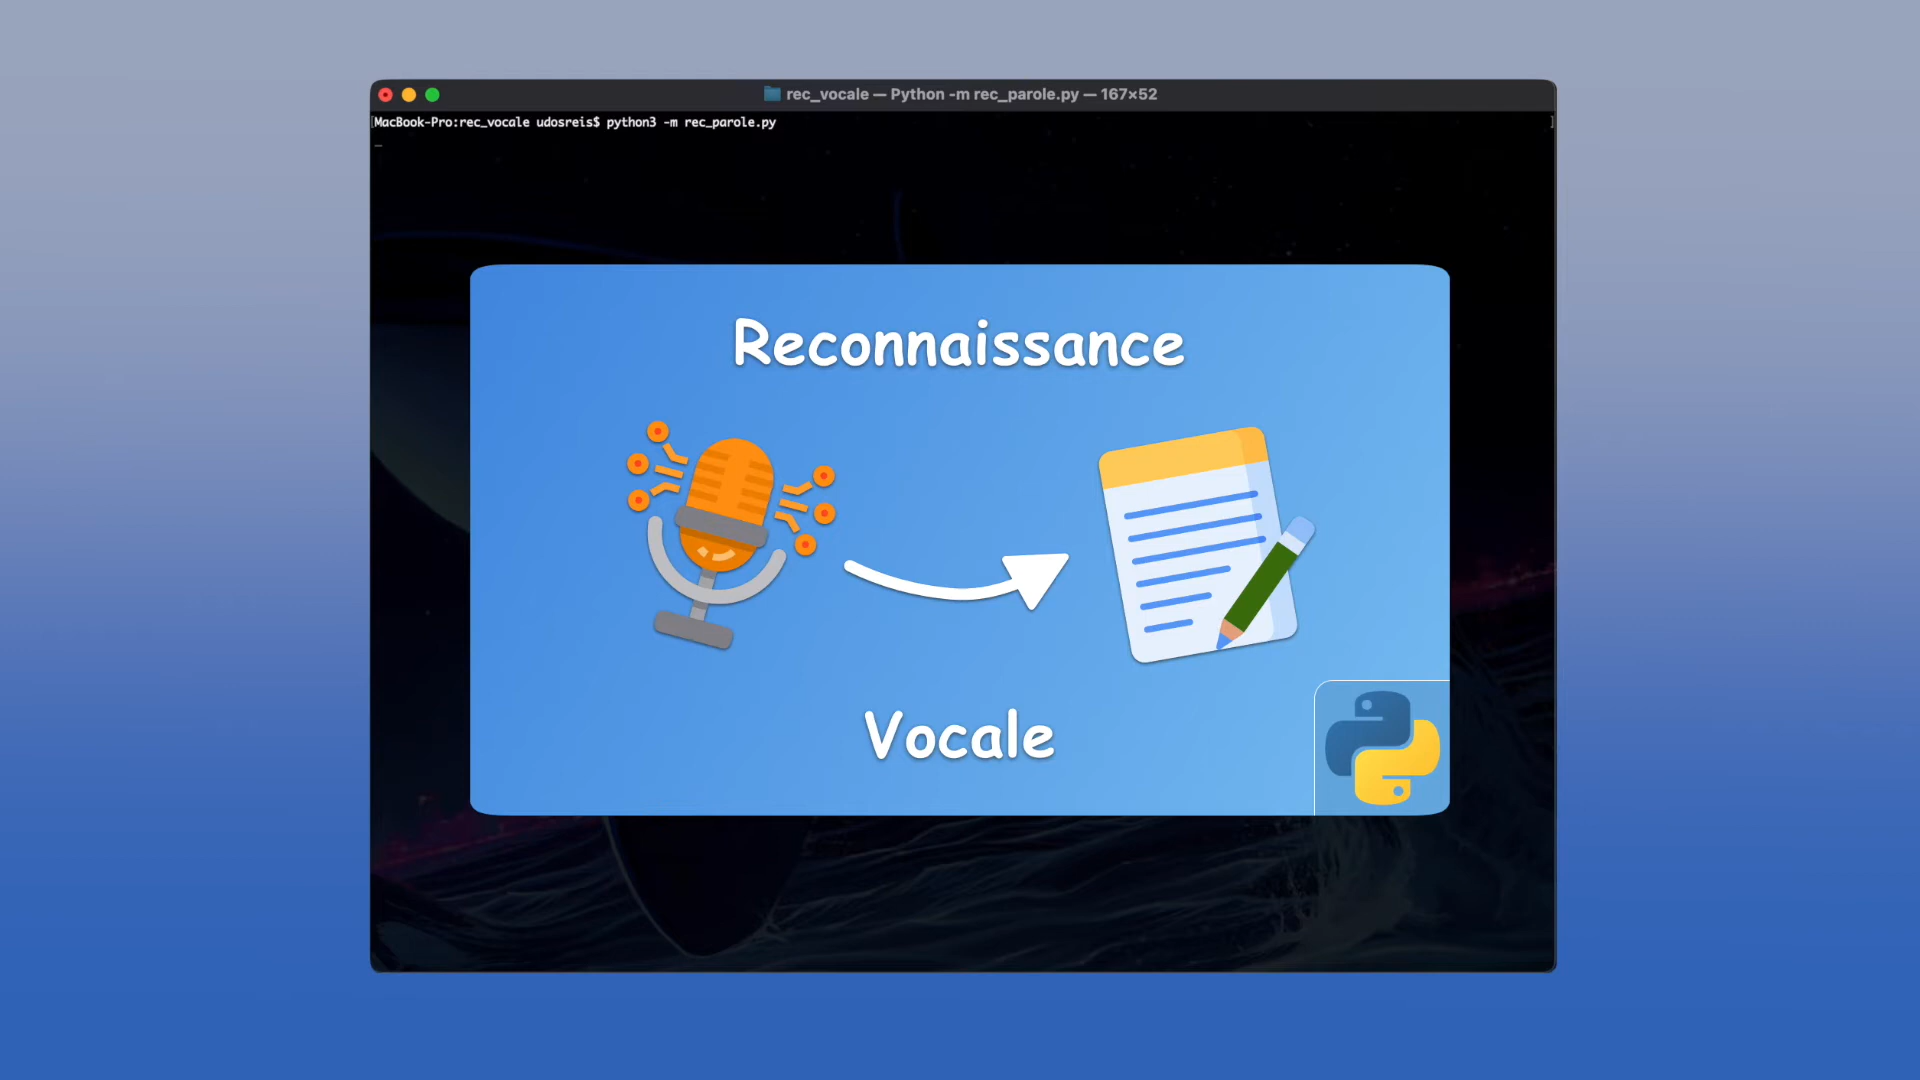 rec_vocale — Python -m rec_parole.py — 167×52
[MacBook-Pro:rec_vocale udosreis$ python3 -m rec_parole.py ]
Reconnaissance
Vocale